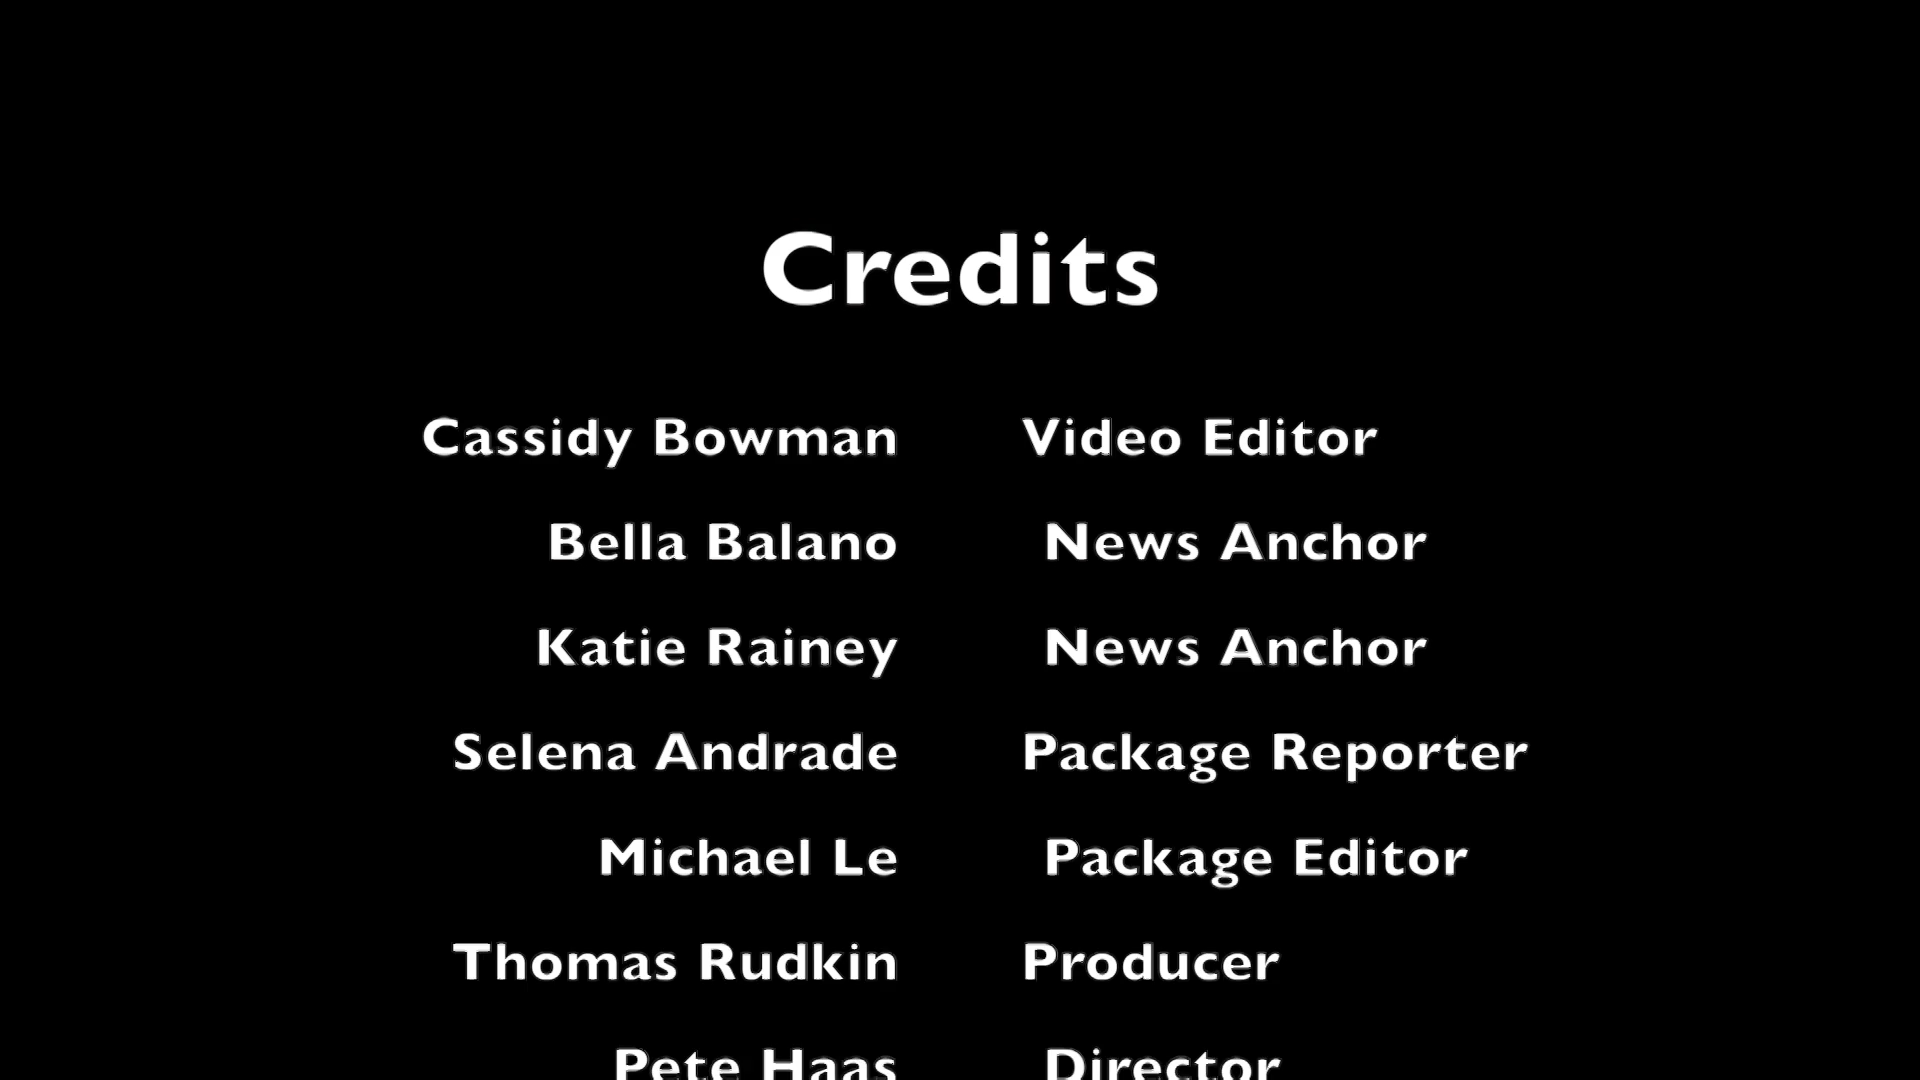 Credits
Cassidy Bowman Video Editor
Bella Balano News Anchor
Katie Rainey News Anchor
Selena Andrade Package Reporter
Michael Le Package Editor
Thomas Rudkin Producer
Pete Haas Director